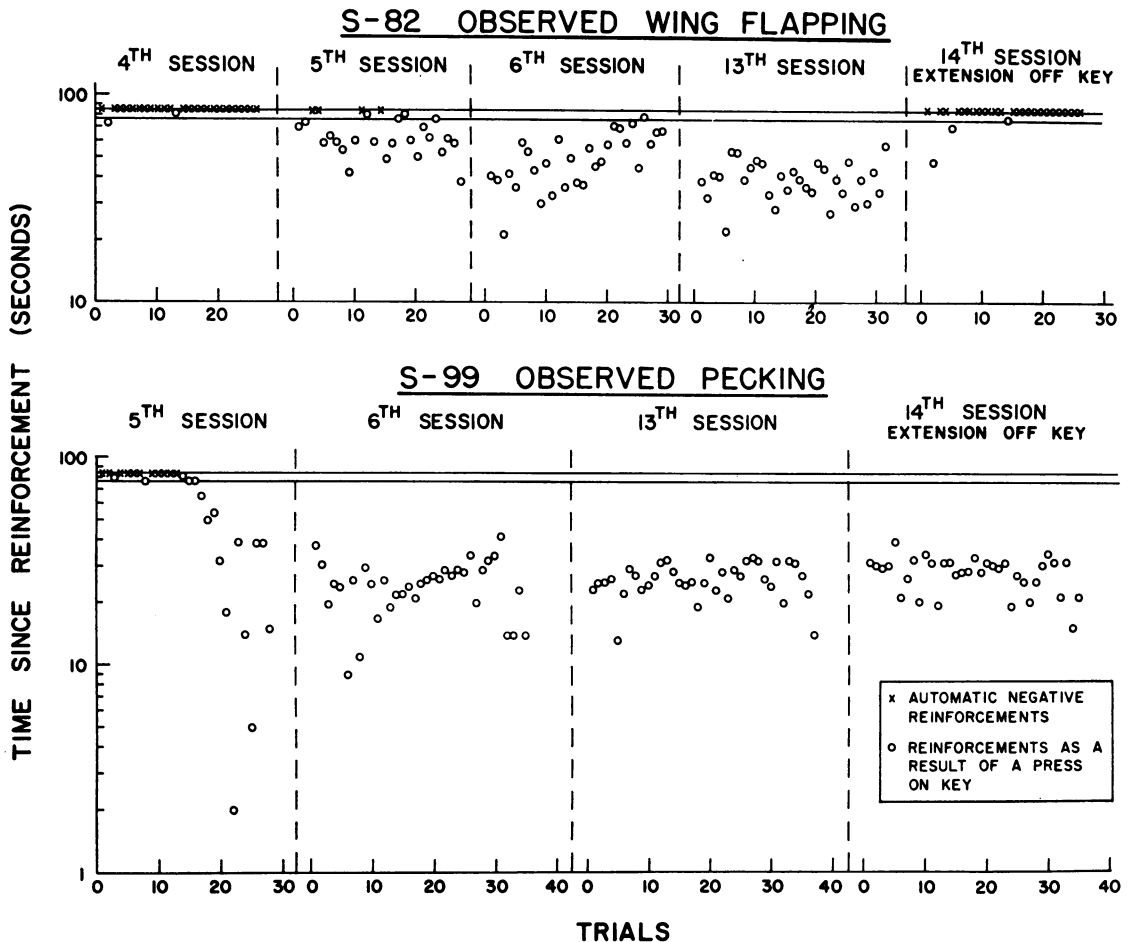 S-82 OBSERVED WING FLAPPING
4TH SESSION
5TH SESSION
6TH SESSION
13TH SESSION
14TH SESSION
EXTENSION OFF KEY
100
10
0 10 20
0 10 20
0 10 20 30
0 10 20 30
0 10 20 30
S-99 OBSERVED PECKING
5TH SESSION
6TH SESSION
13TH SESSION
14TH SESSION
EXTENSION OFF KEY
100
10
1
0 10 20 30
0 10 20 30 40
0 10 20 30 40
0 10 20 30 40
x AUTOMATIC NEGATIVE
REINFORCEMENTS
o REINFORCEMENTS AS A
RESULT OF A PRESS
ON KEY
TIME SINCE REINFORCEMENT (SECONDS)
TRIALS